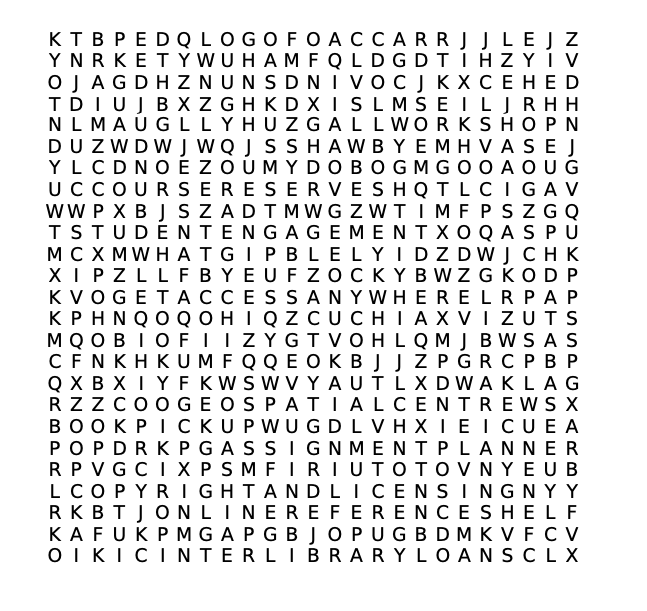 K T B P E D Q L O G O F O A C C A R R J J L E J Z
Y N R K E T Y W U H A M F Q L D G D T I H Z Y I V
O J A G D H Z N U N S D N I V O C J K X C E H E D
T D I U J B X Z G H K D X I S L M S E I L J R H H
N L M A U G L L Y H U Z G A L L W O R K S H O P N
D U Z W D W J W Q J S S H A W B Y E M H V A S E J
Y L C D N O E Z O U M Y D O B O G M G O O A O U G
U C C O U R S E R E S E R V E S H Q T L C I G A V
W W P X B J S Z A D T M W G Z W T I M F P S Z G Q
T S T U D E N T E N G A G E M E N T X O Q A S P U
M C X M W H A T G I P B L E L Y I D Z D W J C H K
X I P Z L L F B Y E U F Z O C K Y B W Z G K O D P
K V O G E T A C C E S S A N Y W H E R E L R P A P
K P H N Q O Q O H I Q Z C U C H I A X V I Z U T S
M Q O B I O F I I Z Y G T V O H L Q M J B W S A S
C F N K H K U M F Q Q E O K B J J Z P G R C P B P
Q X B X I Y F K W S W V Y A U T L X D W A K L A G
R Z Z C O O G E O S P A T I A L C E N T R E W S X
B O O K P I C K U P W U G D L V H X I E I C U E A
P O P D R K P G A S S I G N M E N T P L A N N E R
R P V G C I X P S M F I R I U T O T O V N Y E U B
L C O P Y R I G H T A N D L I C E N S I N G N Y Y
R K B T J O N L I N E R E F E R E N C E S H E L F
K A F U K P M G A P G B J O P U G B D M K V F C V
O I K I C I N T E R L I B R A R Y L O A N S C L X